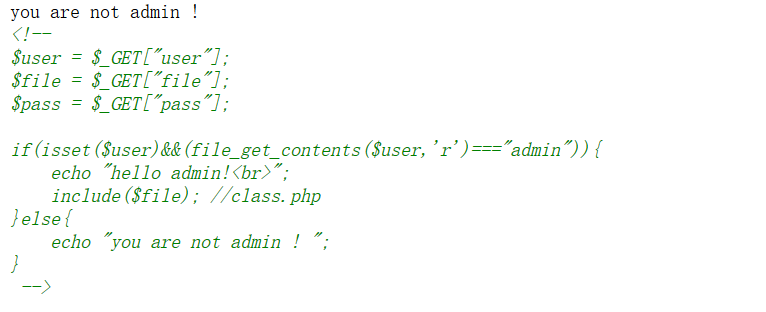 you are not admin !
<!--
$user = $_GET["user"];
$file = $_GET["file"];
$pass = $_GET["pass"];

if(isset($user)&&(file_get_contents($user,'r')==="admin")){
    echo "hello admin!<br>";
    include($file); //class.php
}else{
    echo "you are not admin ! ";
}
 -->